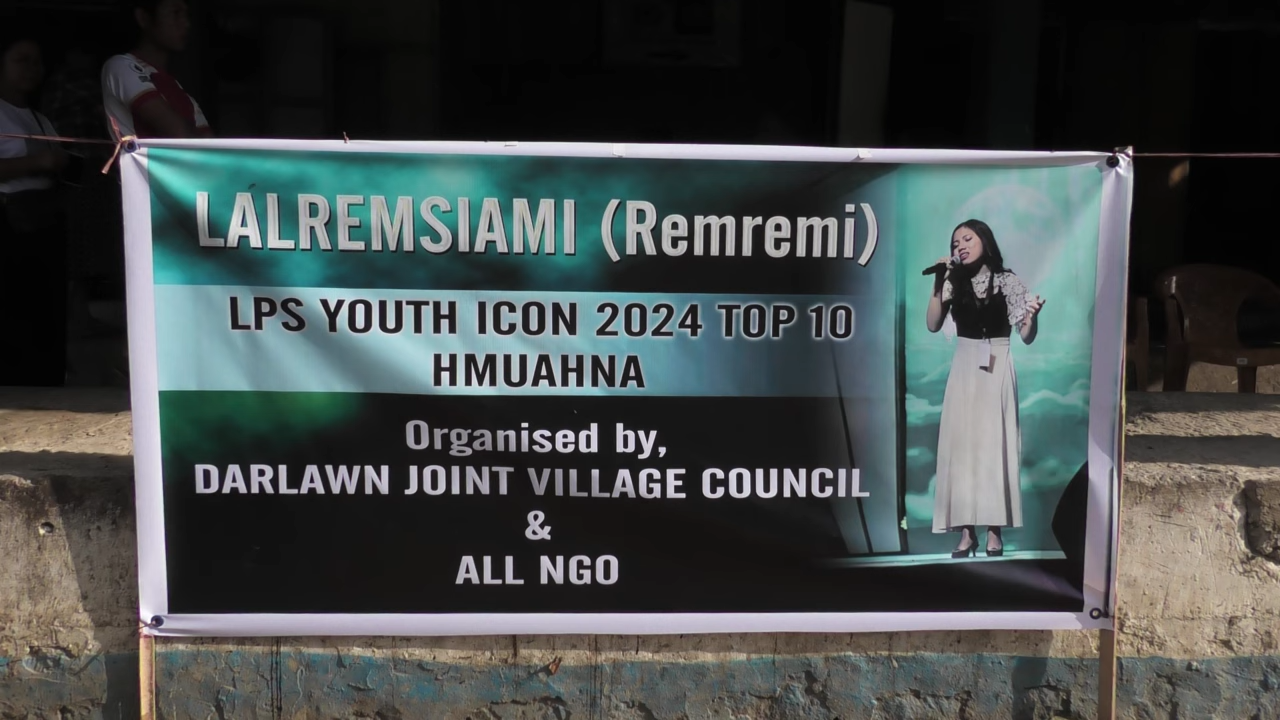 LALREMSIAMI (Remremi)
LPS YOUTH ICON 2024 TOP 10
HMUAHNA
Organised by,
DARLAWN JOINT VILLAGE COUNCIL
&
ALL NGO